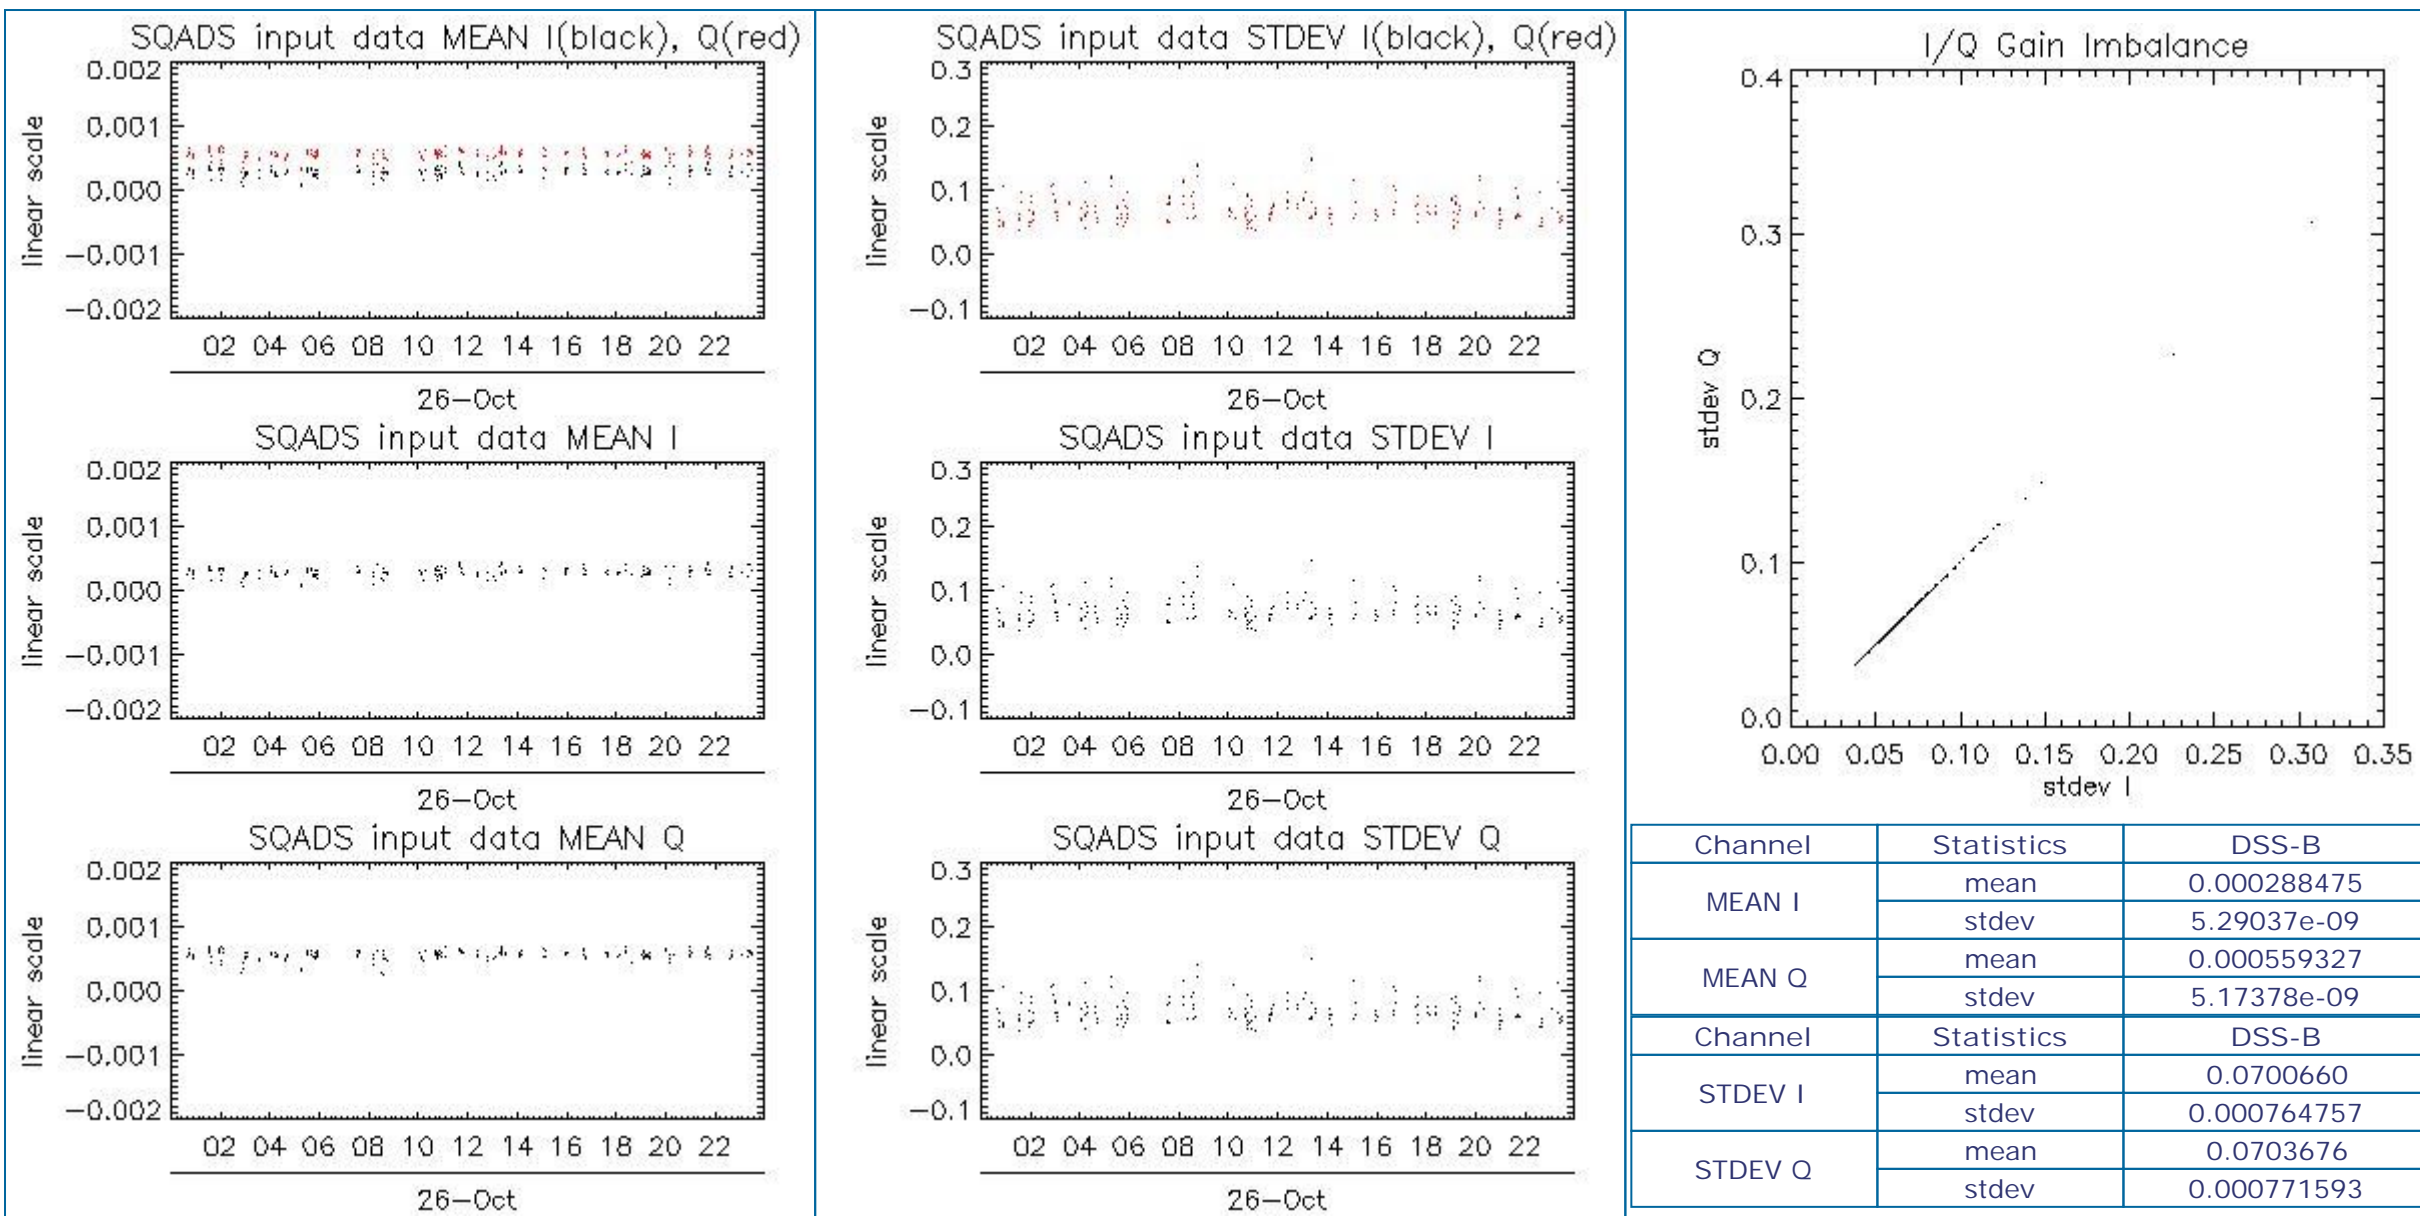 SQADS input data MEAN I(black), Q(red)
0.002
0.001
0.000
−0.001
−0.002
linear scale
02 04 06 08 10 12 14 16 18 20 22
26−Oct
SQADS input data MEAN I
0.002
0.001
0.000
−0.001
−0.002
linear scale
02 04 06 08 10 12 14 16 18 20 22
26−Oct
SQADS input data MEAN Q
0.002
0.001
0.000
−0.001
−0.002
linear scale
02 04 06 08 10 12 14 16 18 20 22
26−Oct
SQADS input data STDEV I(black), Q(red)
0.3
0.2
0.1
0.0
−0.1
linear scale
02 04 06 08 10 12 14 16 18 20 22
26−Oct
SQADS input data STDEV I
0.3
0.2
0.1
0.0
−0.1
linear scale
02 04 06 08 10 12 14 16 18 20 22
26−Oct
SQADS input data STDEV Q
0.3
0.2
0.1
0.0
−0.1
linear scale
02 04 06 08 10 12 14 16 18 20 22
26−Oct
I/Q Gain Imbalance
0.4
0.3
0.2
0.1
0.0
stdev Q
0.00 0.05 0.10 0.15 0.20 0.25 0.30 0.35
stdev I
Channel Statistics DSS-B
MEAN I mean 0.000288475
stdev 5.29037e-09
MEAN Q mean 0.000559327
stdev 5.17378e-09
Channel Statistics DSS-B
STDEV I mean 0.0700660
stdev 0.000764757
STDEV Q mean 0.0703676
stdev 0.000771593